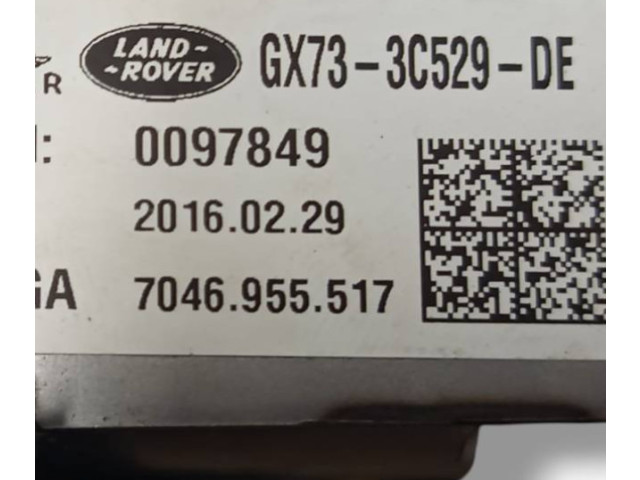 R LAND ROVER GX73-3C529-DE
: 0097849
2016.02.29
GA 7046.955.517